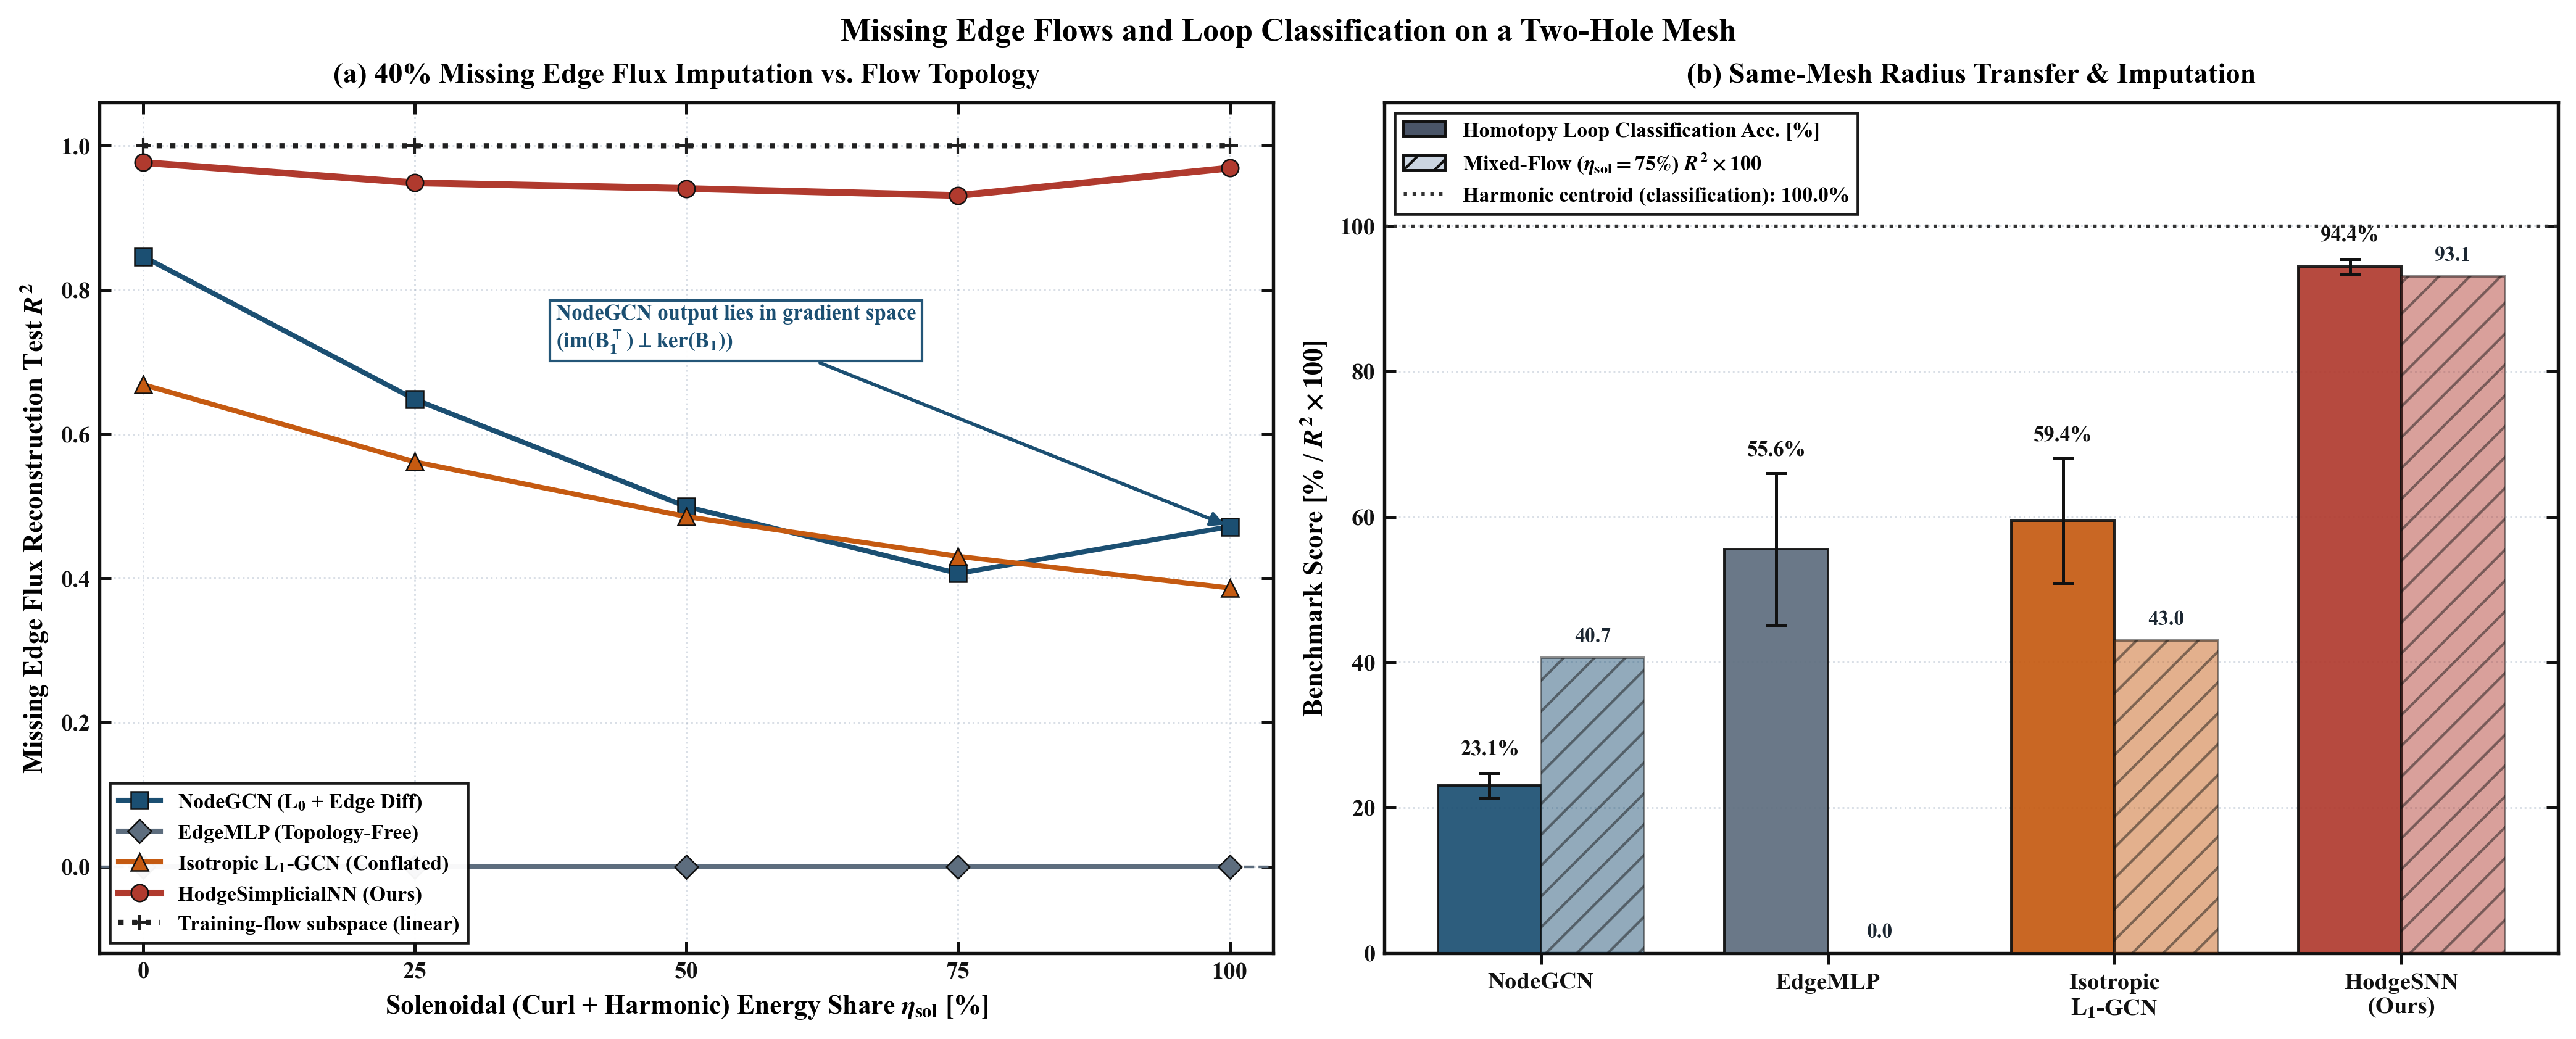 Missing Edge Flows and Loop Classification on a Two-Hole Mesh
(a) 40% Missing Edge Flux Imputation vs. Flow Topology
Missing Edge Flux Reconstruction Test R²
1.0
0.8
0.6
0.4
0.2
0.0
NodeGCN output lies in gradient space
(im(B₁⊤) ⊥ ker(B₁))
NodeGCN (L₀ + Edge Diff)
EdgeMLP (Topology-Free)
Isotropic L₁-GCN (Conflated)
HodgeSimplicialNN (Ours)
Training-flow subspace (linear)
0 25 50 75 100
Solenoidal (Curl + Harmonic) Energy Share η_sol [%]
(b) Same-Mesh Radius Transfer & Imputation
Benchmark Score [% / R² × 100]
Homotopy Loop Classification Acc. [%]
Mixed-Flow (η_sol = 75%) R² × 100
Harmonic centroid (classification): 100.0%
100
80
60
40
20
0
23.1%
40.7
55.6%
0.0
59.4%
43.0
94.4%
93.1
NodeGCN
EdgeMLP
Isotropic
L₁-GCN
HodgeSNN
(Ours)